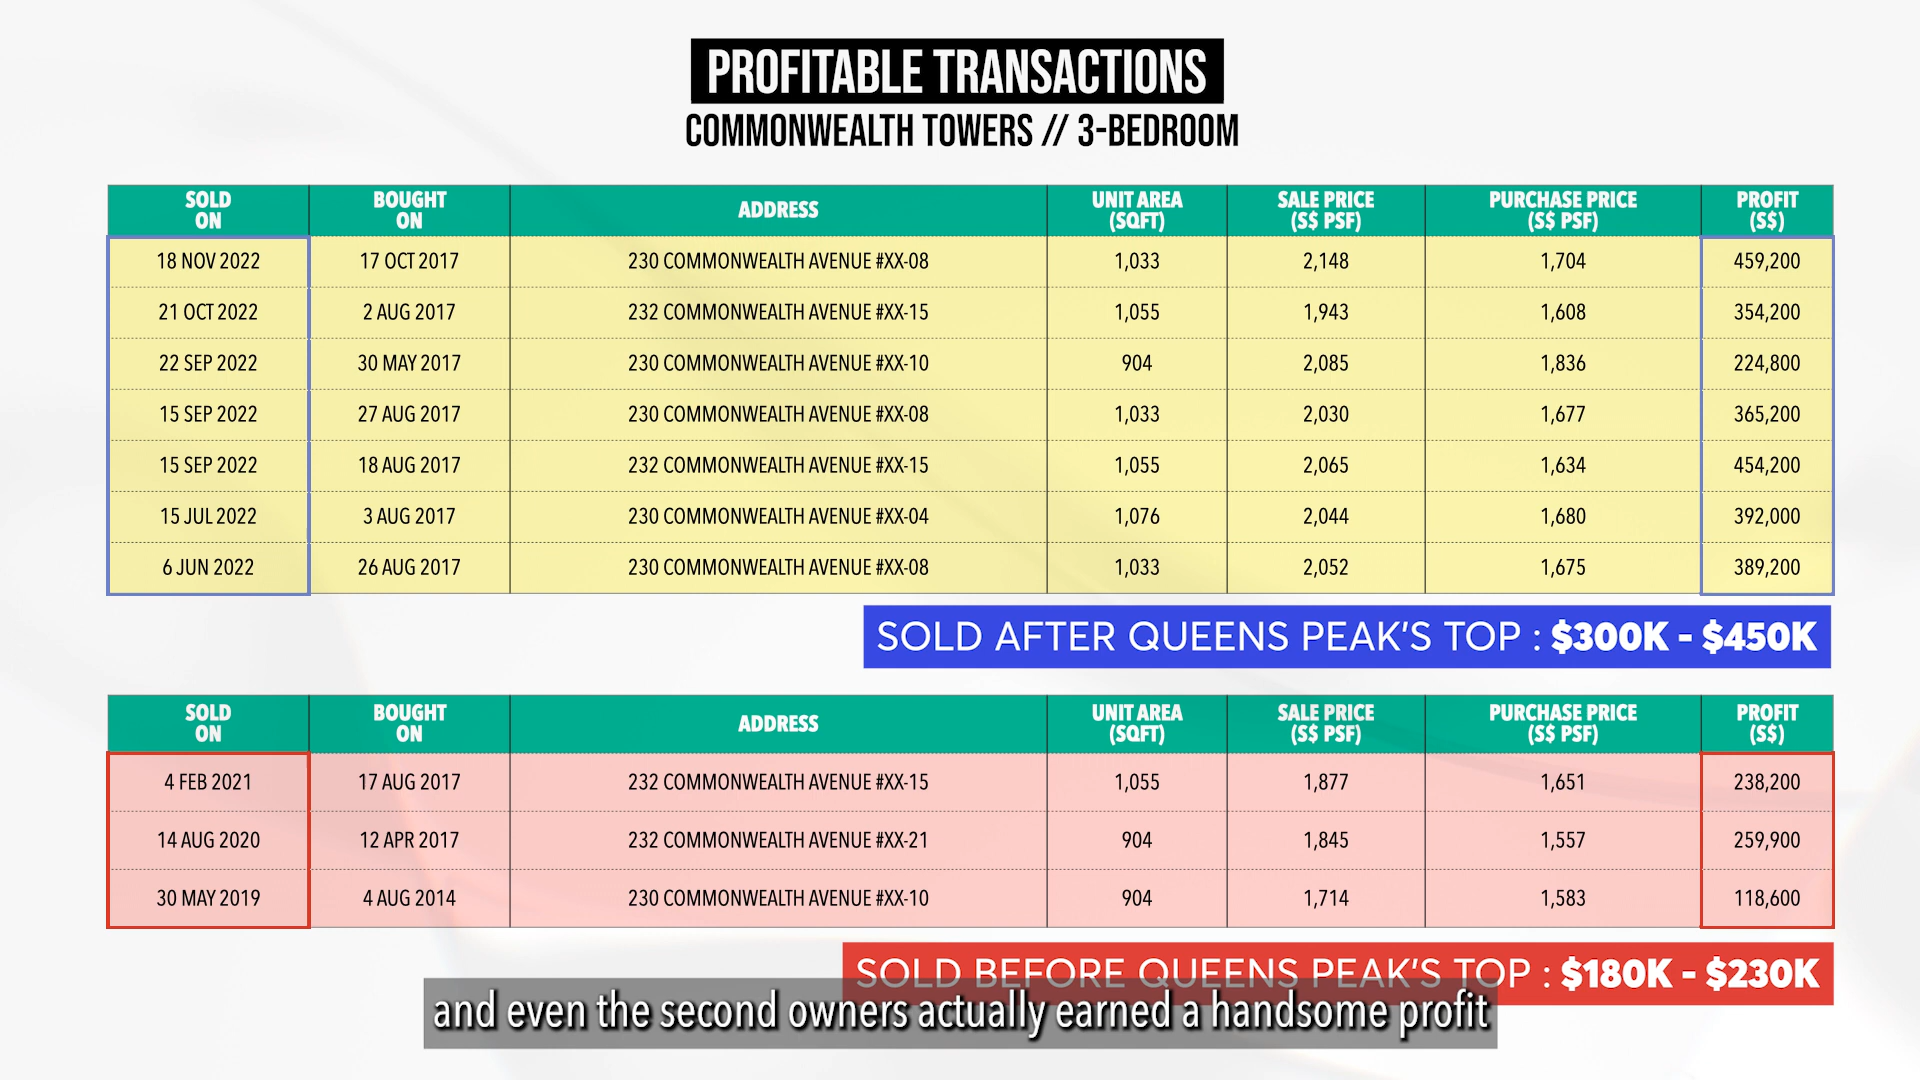 PROFITABLE TRANSACTIONS
COMMONWEALTH TOWERS // 3-BEDROOM
SOLD ON BOUGHT ON ADDRESS UNIT AREA (SQFT) SALE PRICE (S$ PSF) PURCHASE PRICE (S$ PSF) PROFIT (S$)
18 NOV 2022 17 OCT 2017 230 COMMONWEALTH AVENUE #XX-08 1,033 2,148 1,704 459,200
21 OCT 2022 2 AUG 2017 232 COMMONWEALTH AVENUE #XX-15 1,055 1,943 1,608 354,200
22 SEP 2022 30 MAY 2017 230 COMMONWEALTH AVENUE #XX-10 904 2,085 1,836 224,800
15 SEP 2022 27 AUG 2017 230 COMMONWEALTH AVENUE #XX-08 1,033 2,030 1,677 365,200
15 SEP 2022 18 AUG 2017 232 COMMONWEALTH AVENUE #XX-15 1,055 2,065 1,634 454,200
15 JUL 2022 3 AUG 2017 230 COMMONWEALTH AVENUE #XX-04 1,076 2,044 1,680 392,000
6 JUN 2022 26 AUG 2017 230 COMMONWEALTH AVENUE #XX-08 1,033 2,052 1,675 389,200
SOLD AFTER QUEENS PEAK'S TOP : $300K - $450K
SOLD ON BOUGHT ON ADDRESS UNIT AREA (SQFT) SALE PRICE (S$ PSF) PURCHASE PRICE (S$ PSF) PROFIT (S$)
4 FEB 2021 17 AUG 2017 232 COMMONWEALTH AVENUE #XX-15 1,055 1,877 1,651 238,200
14 AUG 2020 12 APR 2017 232 COMMONWEALTH AVENUE #XX-21 904 1,845 1,557 259,900
30 MAY 2019 4 AUG 2014 230 COMMONWEALTH AVENUE #XX-10 904 1,714 1,583 118,600
SOLD BEFORE QUEENS PEAK'S TOP : $180K - $230K
and even the second owners actually earned a handsome profit